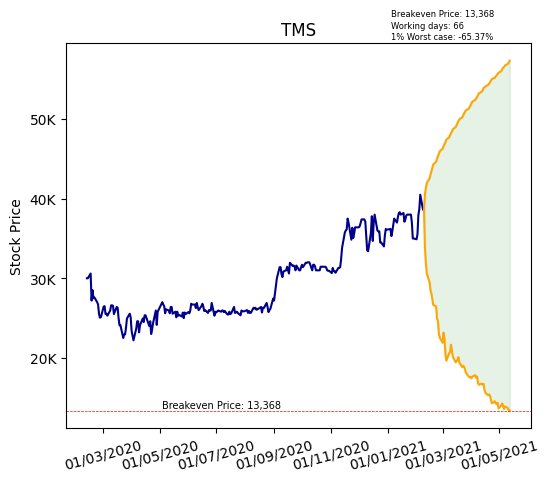 Breakeven Price: 13,368
Working days: 66
1% Worst case: -65.37%
TMS
Stock Price
50K
40K
30K
20K
Breakeven Price: 13,368
01/03/2020 01/05/2020 01/07/2020 01/09/2020 01/11/2020 01/01/2021 01/03/2021 01/05/2021